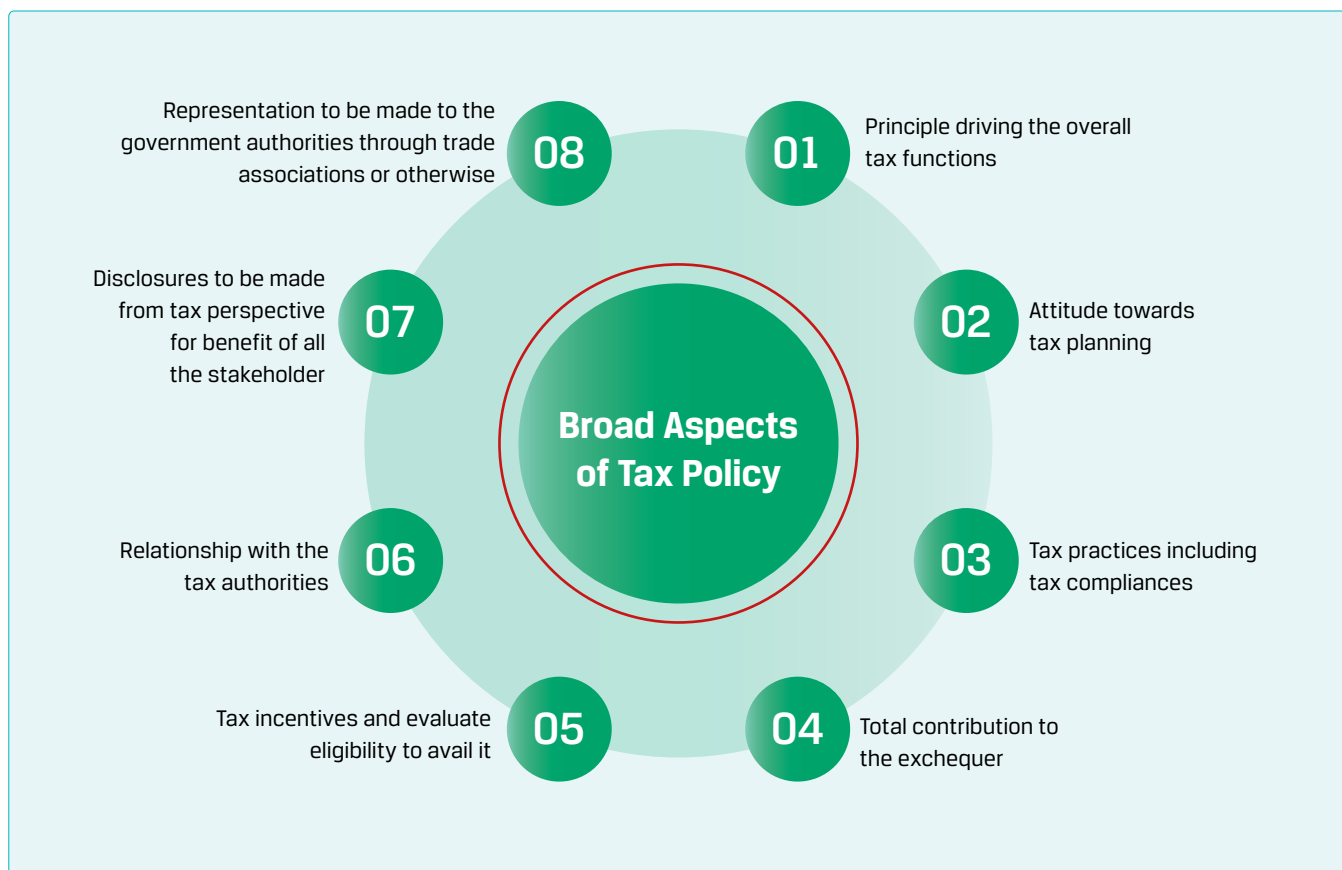 Broad Aspects
of Tax Policy
01
Principle driving the overall
tax functions
02
Attitude towards
tax planning
03
Tax practices including
tax compliances
04
Total contribution to
the exchequer
05
Tax incentives and evaluate
eligibility to avail it
06
Relationship with the
tax authorities
07
Disclosures to be made
from tax perspective
for benefit of all
the stakeholder
08
Representation to be made to the
government authorities through trade
associations or otherwise